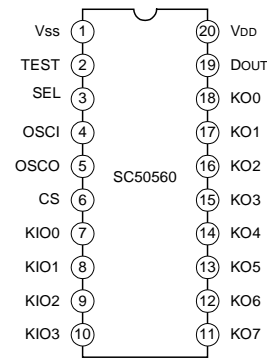 Vss 1 20 VDD
TEST 2 19 DOUT
SEL 3 18 KO0
OSCI 4 17 KO1
OSCO 5 16 KO2
SC50560
CS 6 15 KO3
KIO0 7 14 KO4
KIO1 8 13 KO5
KIO2 9 12 KO6
KIO3 10 11 KO7